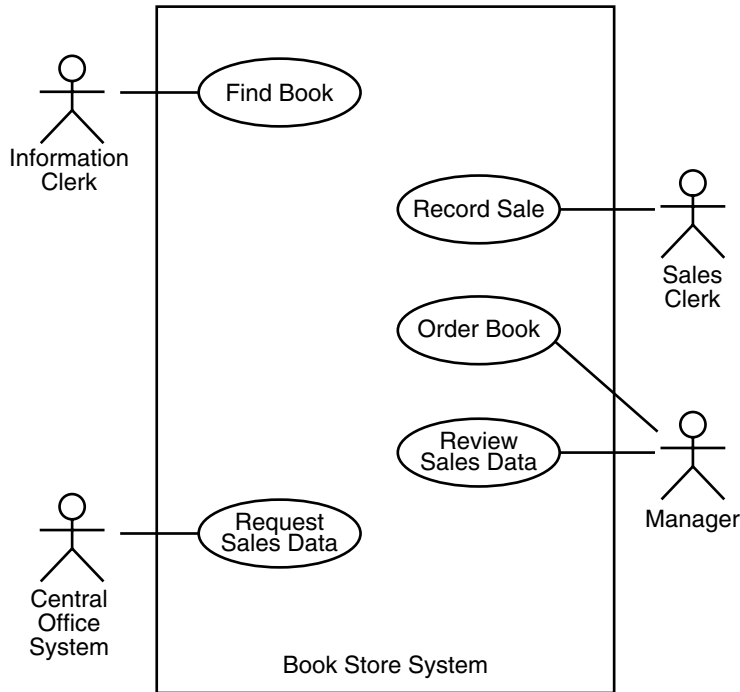 Find Book
Information
Clerk
Record Sale
Sales
Clerk
Order Book
Review
Sales Data
Manager
Request
Sales Data
Central
Office
System
Book Store System